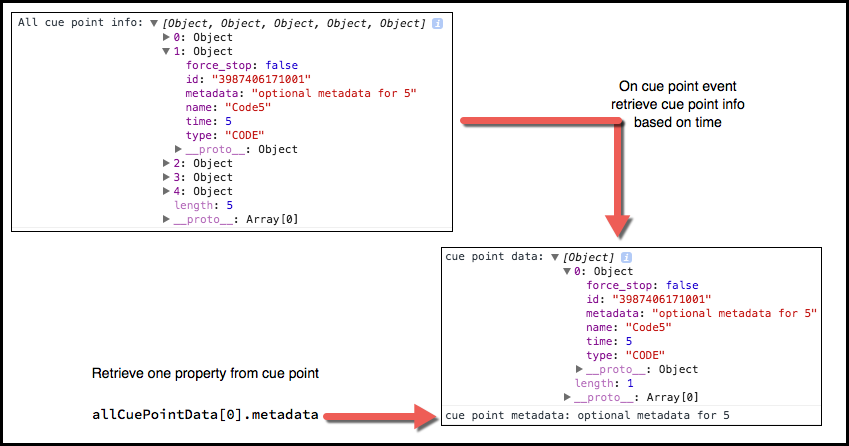 All cue point info: ▼ [Object, Object, Object, Object, Object] i
▶ 0: Object
▼ 1: Object
force_stop: false
id: "3987406171001"
metadata: "optional metadata for 5"
name: "Code5"
time: 5
type: "CODE"
▶ __proto__: Object
▶ 2: Object
▶ 3: Object
▶ 4: Object
length: 5
▶ __proto__: Array[0]
On cue point event
retrieve cue point info
based on time
cue point data: ▼ [Object] i
▼ 0: Object
force_stop: false
id: "3987406171001"
metadata: "optional metadata for 5"
name: "Code5"
time: 5
type: "CODE"
▶ __proto__: Object
length: 1
▶ __proto__: Array[0]
cue point metadata: optional metadata for 5
Retrieve one property from cue point
allCuePointData[0].metadata